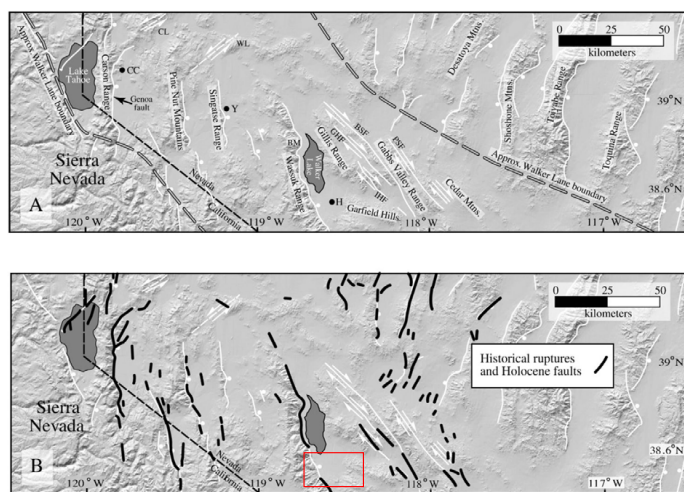 CL
WL
Approx. Walker Lane boundary
Lake
Tahoe
Carson Range
CC
Genoa
fault
Pine Nut Mountains
Singatse Range
Y
Desatoya Mtns.
Shoshone Mtns.
Toiyabe Range
Toquima Range
0 25 50
kilometers
39°N
Sierra
Nevada
Nevada
California
BM
Wassuk Range
Walker
Lake
GHF
Gillis Range
BSF
PSF
Gabbs Valley Range
IHF
H
Garfield Hills
Cedar Mtns.
Approx. Walker Lane boundary
38.6°N
A
120°W
119°W
118°W
117°W
0 25 50
kilometers
Historical ruptures
and Holocene faults
39°N
Sierra
Nevada
Nevada
California
38.6°N
B
120°W
119°W
118°W
117°W